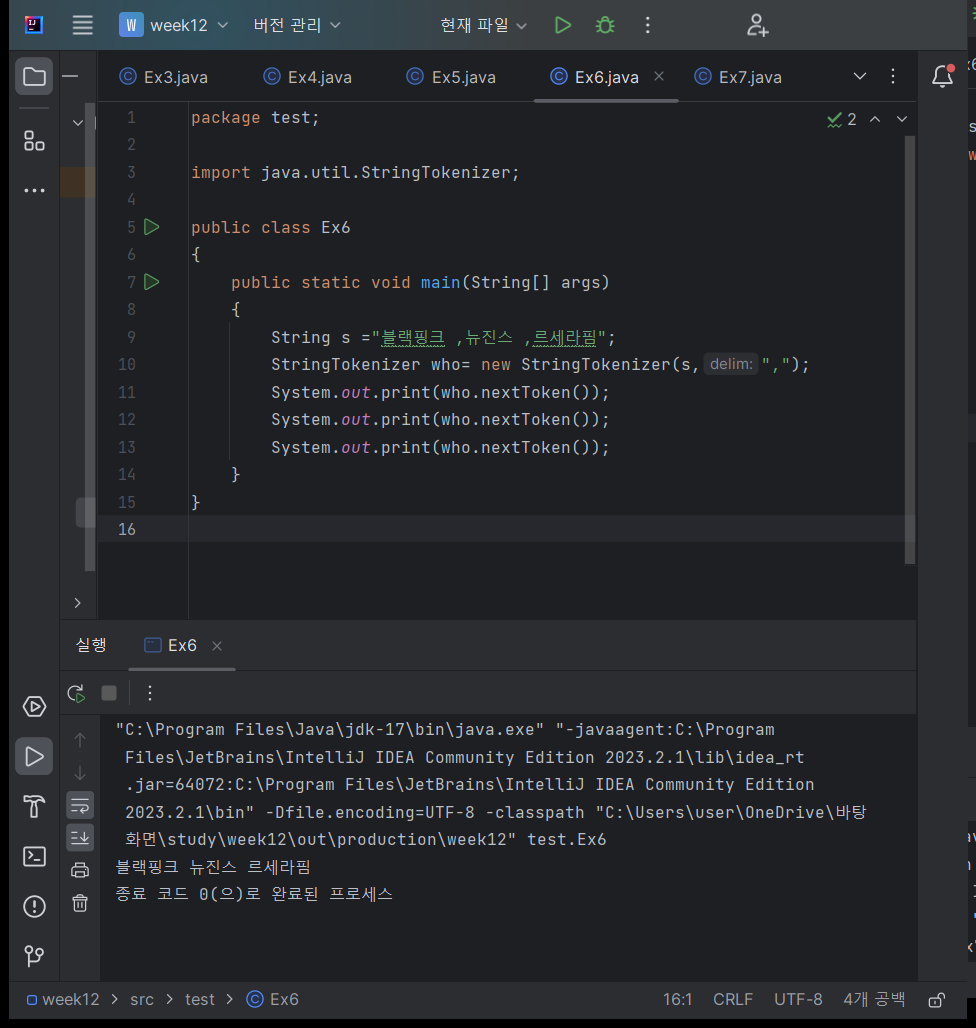 W week12 버전 관리 현재 파일
Ex3.java Ex4.java Ex5.java Ex6.java Ex7.java
2
1 package test;
2
3 import java.util.StringTokenizer;
4
5 public class Ex6
6 {
7 public static void main(String[] args)
8 {
9 String s ="블랙핑크 ,뉴진스 ,르세라핌";
10 StringTokenizer who= new StringTokenizer(s, delim: ",");
11 System.out.print(who.nextToken());
12 System.out.print(who.nextToken());
13 System.out.print(who.nextToken());
14 }
15 }
16
실행 Ex6
"C:\Program Files\Java\jdk-17\bin\java.exe" "-javaagent:C:\Program
Files\JetBrains\IntelliJ IDEA Community Edition 2023.2.1\lib\idea_rt
.jar=64072:C:\Program Files\JetBrains\IntelliJ IDEA Community Edition
2023.2.1\bin" -Dfile.encoding=UTF-8 -classpath "C:\Users\user\OneDrive\바탕
화면\study\week12\out\production\week12" test.Ex6
블랙핑크 뉴진스 르세라핌
종료 코드 0(으)로 완료된 프로세스
week12 > src > test > Ex6 16:1 CRLF UTF-8 4개 공백